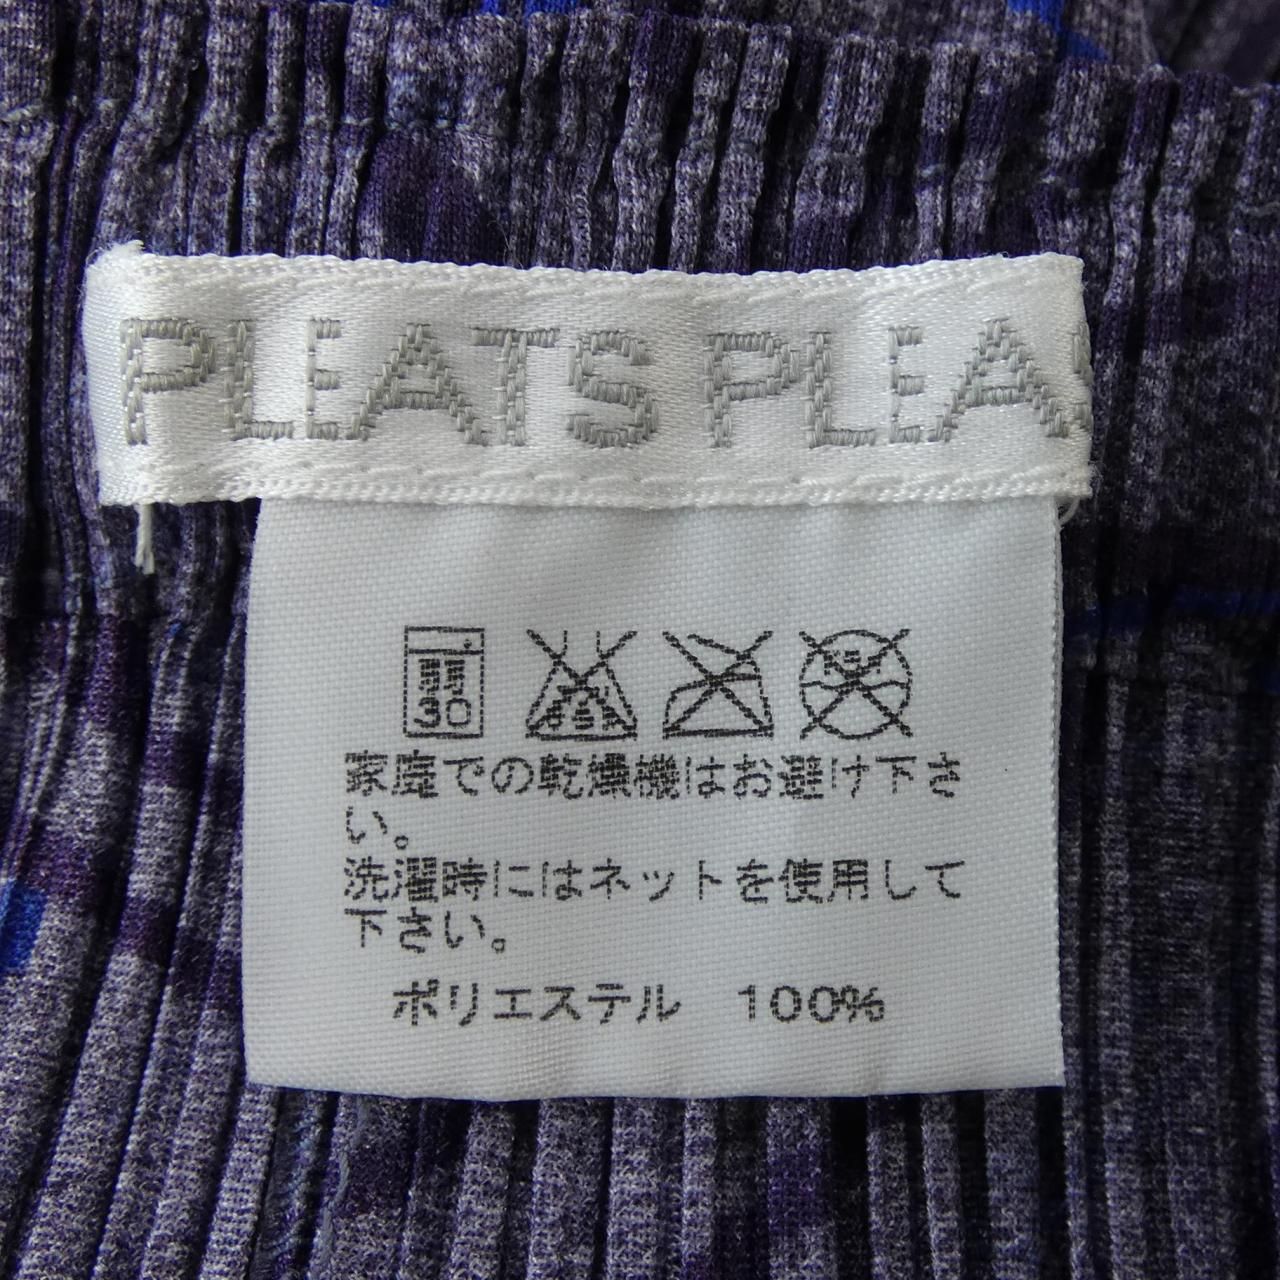 PLEATS PLEAS
30
家庭での乾燥機はお避け下さ
い。
洗濯時にはネットを使用して
下さい。
ポリエステル 100%